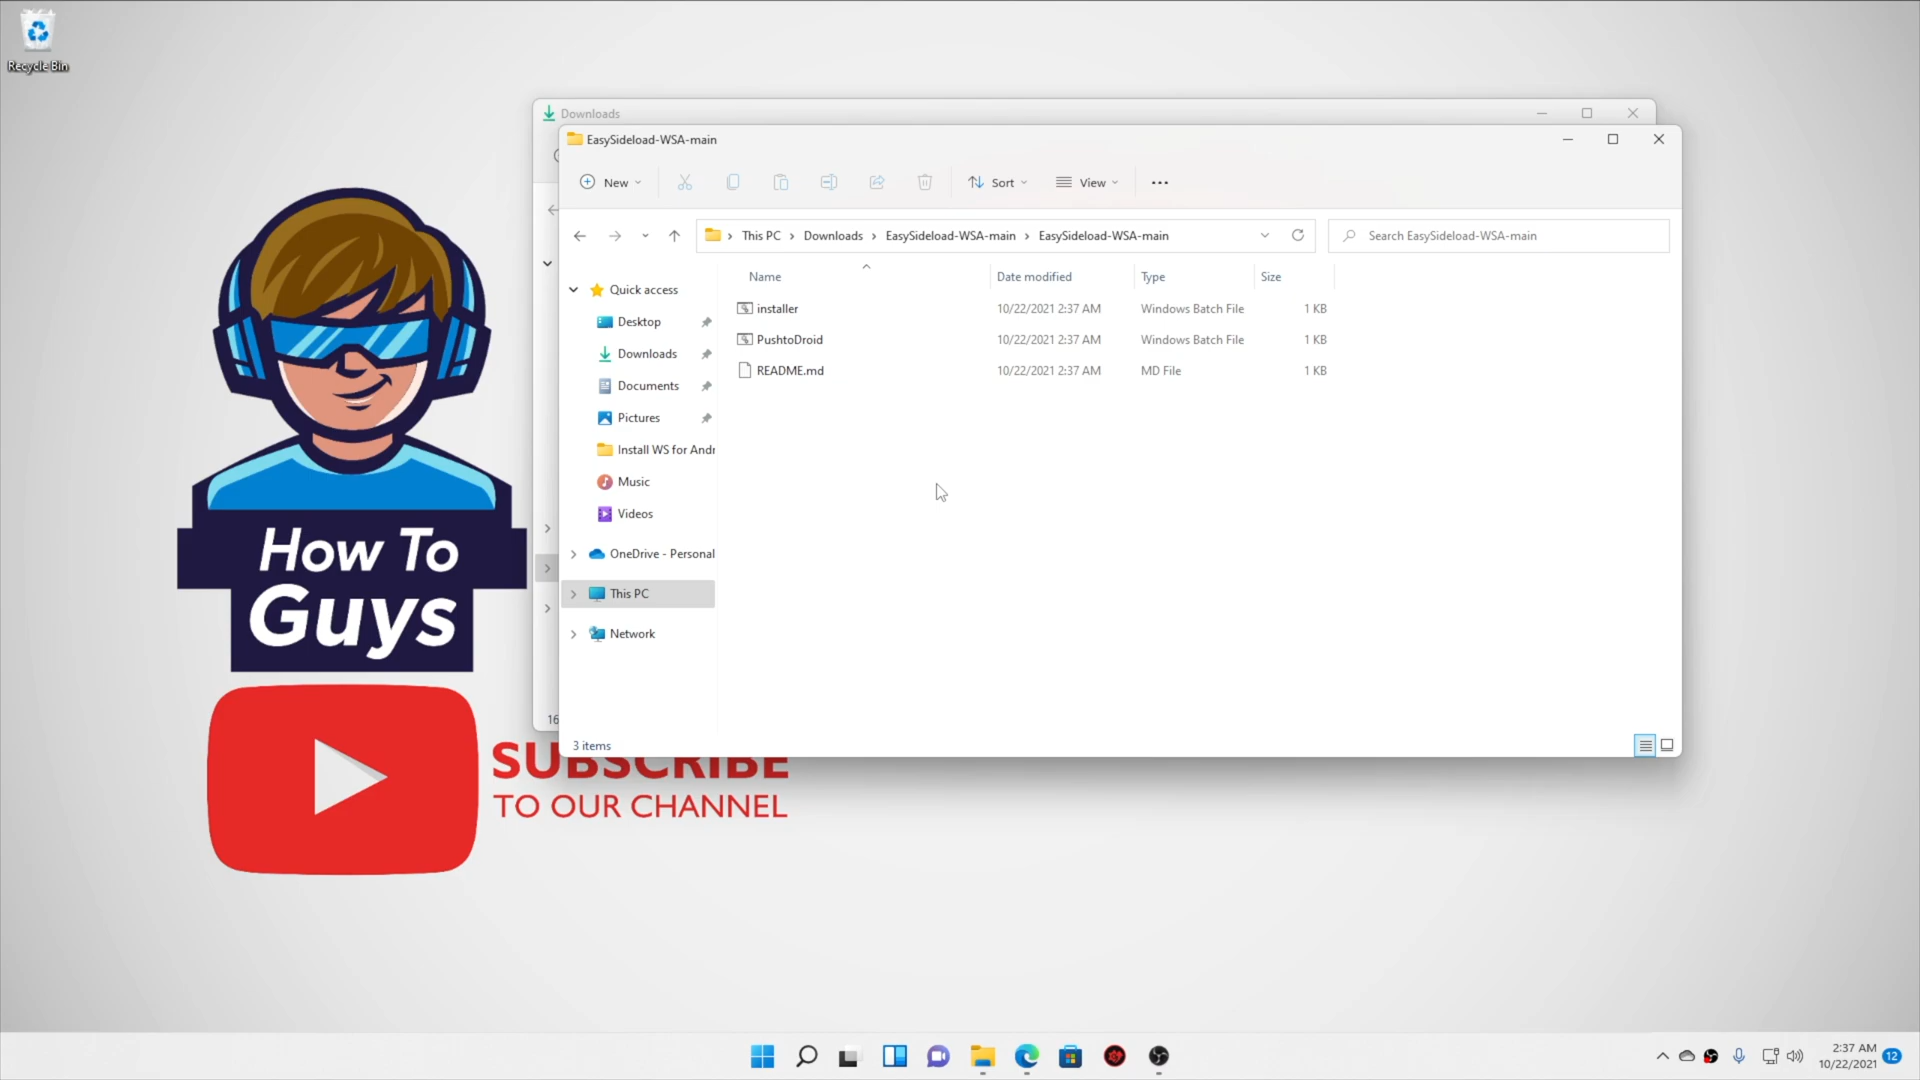 Recycle Bin
Downloads
EasySideload-WSA-main
New
Sort
View
This PC
Downloads
EasySideload-WSA-main
EasySideload-WSA-main
Search EasySideload-WSA-main
Name
Date modified
Type
Size
Quick access
Desktop
Downloads
Documents
Pictures
Install WS for Andr
Music
Videos
OneDrive - Personal
This PC
Network
installer 10/22/2021 2:37 AM Windows Batch File 1 KB
PushtoDroid 10/22/2021 2:37 AM Windows Batch File 1 KB
README.md 10/22/2021 2:37 AM MD File 1 KB
16
3 items
How To
Guys
SUBSCRIBE
TO OUR CHANNEL
2:37 AM
10/22/2021
12